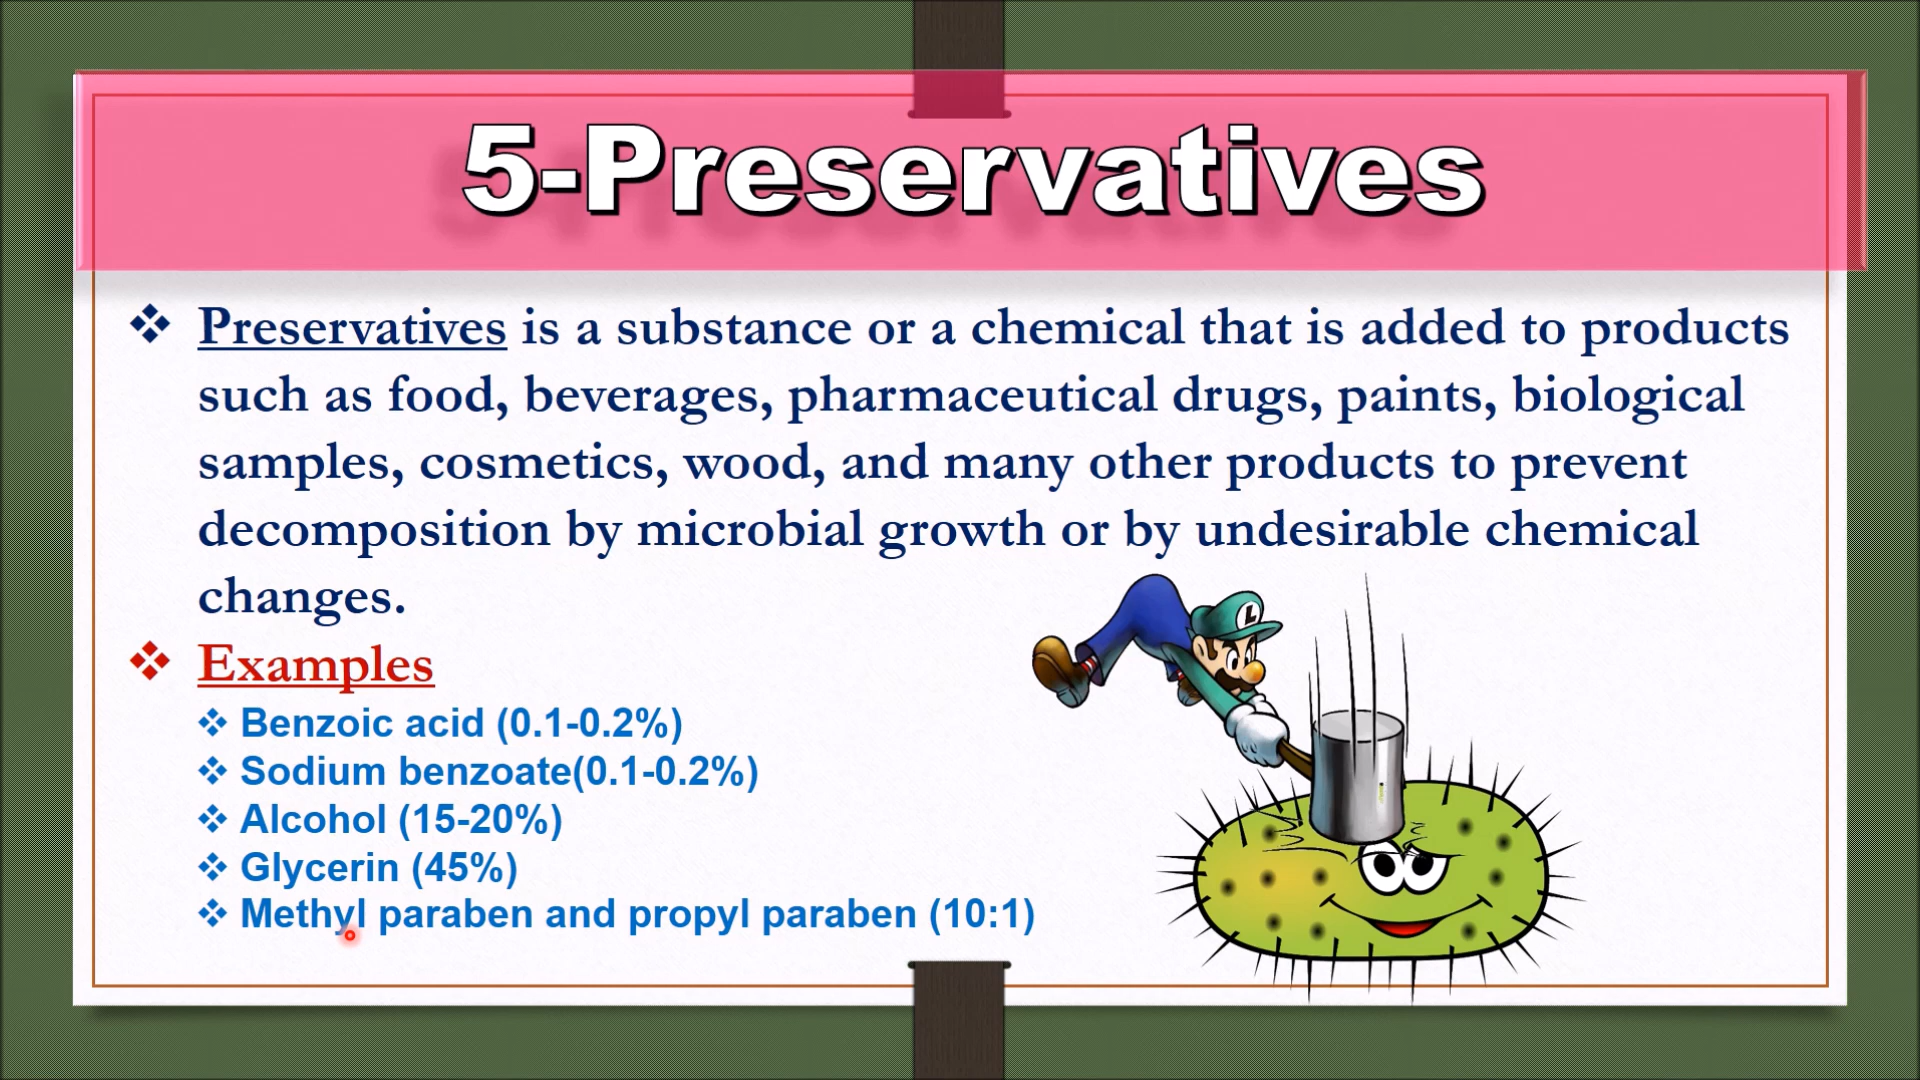 5-Preservatives
❖ Preservatives is a substance or a chemical that is added to products
such as food, beverages, pharmaceutical drugs, paints, biological
samples, cosmetics, wood, and many other products to prevent
decomposition by microbial growth or by undesirable chemical
changes.
❖ Examples
❖ Benzoic acid (0.1-0.2%)
❖ Sodium benzoate(0.1-0.2%)
❖ Alcohol (15-20%)
❖ Glycerin (45%)
❖ Methyl paraben and propyl paraben (10:1)
L